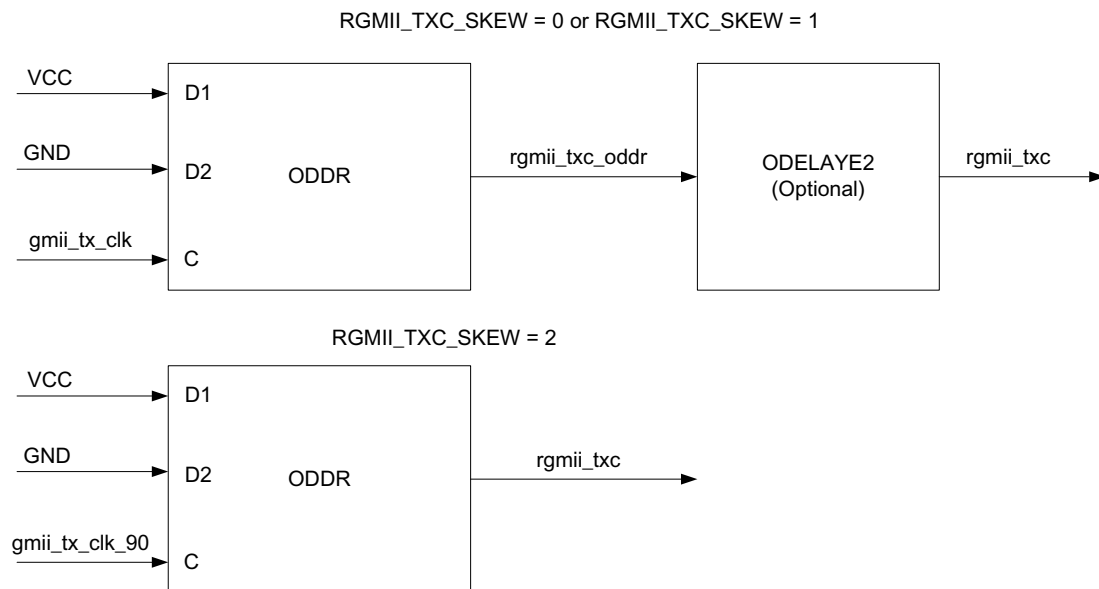 RGMII_TXC_SKEW = 0 or RGMII_TXC_SKEW = 1
VCC
D1
GND
D2
ODDR
rgmii_txc_oddr
ODELAYE2
(Optional)
rgmii_txc
gmii_tx_clk
C
RGMII_TXC_SKEW = 2
VCC
D1
GND
D2
ODDR
rgmii_txc
gmii_tx_clk_90
C